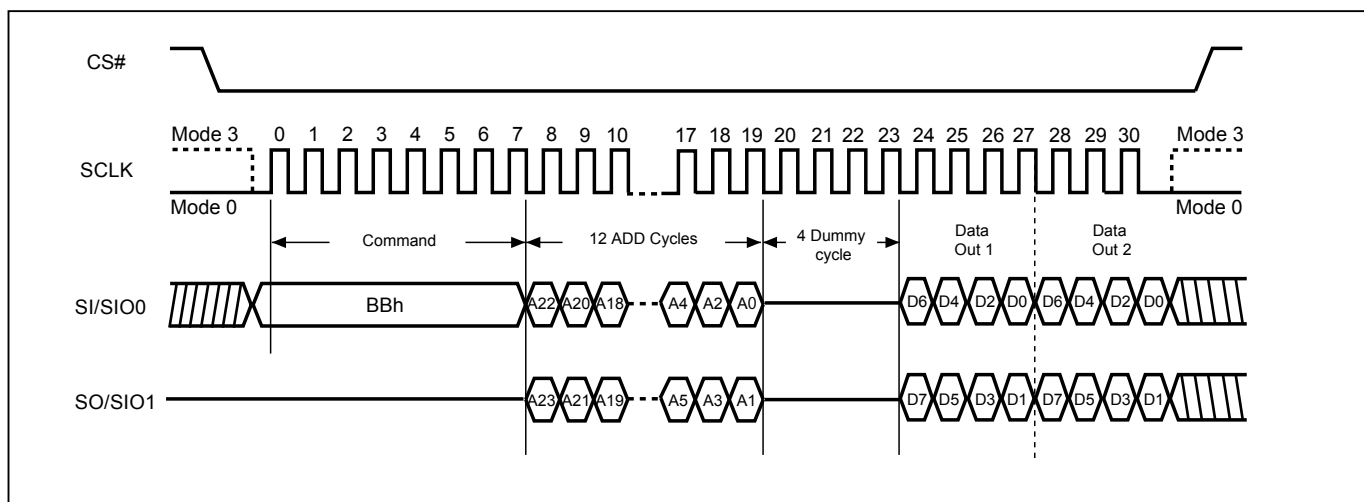 CS#
Mode 3 0 1 2 3 4 5 6 7 8 9 10 17 18 19 20 21 22 23 24 25 26 27 28 29 30 Mode 3
SCLK
Mode 0 Mode 0
Command 12 ADD Cycles 4 Dummy cycle Data Out 1 Data Out 2
SI/SIO0 BBh A22 A20 A18 A4 A2 A0 D6 D4 D2 D0 D6 D4 D2 D0
SO/SIO1 A23 A21 A19 A5 A3 A1 D7 D5 D3 D1 D7 D5 D3 D1